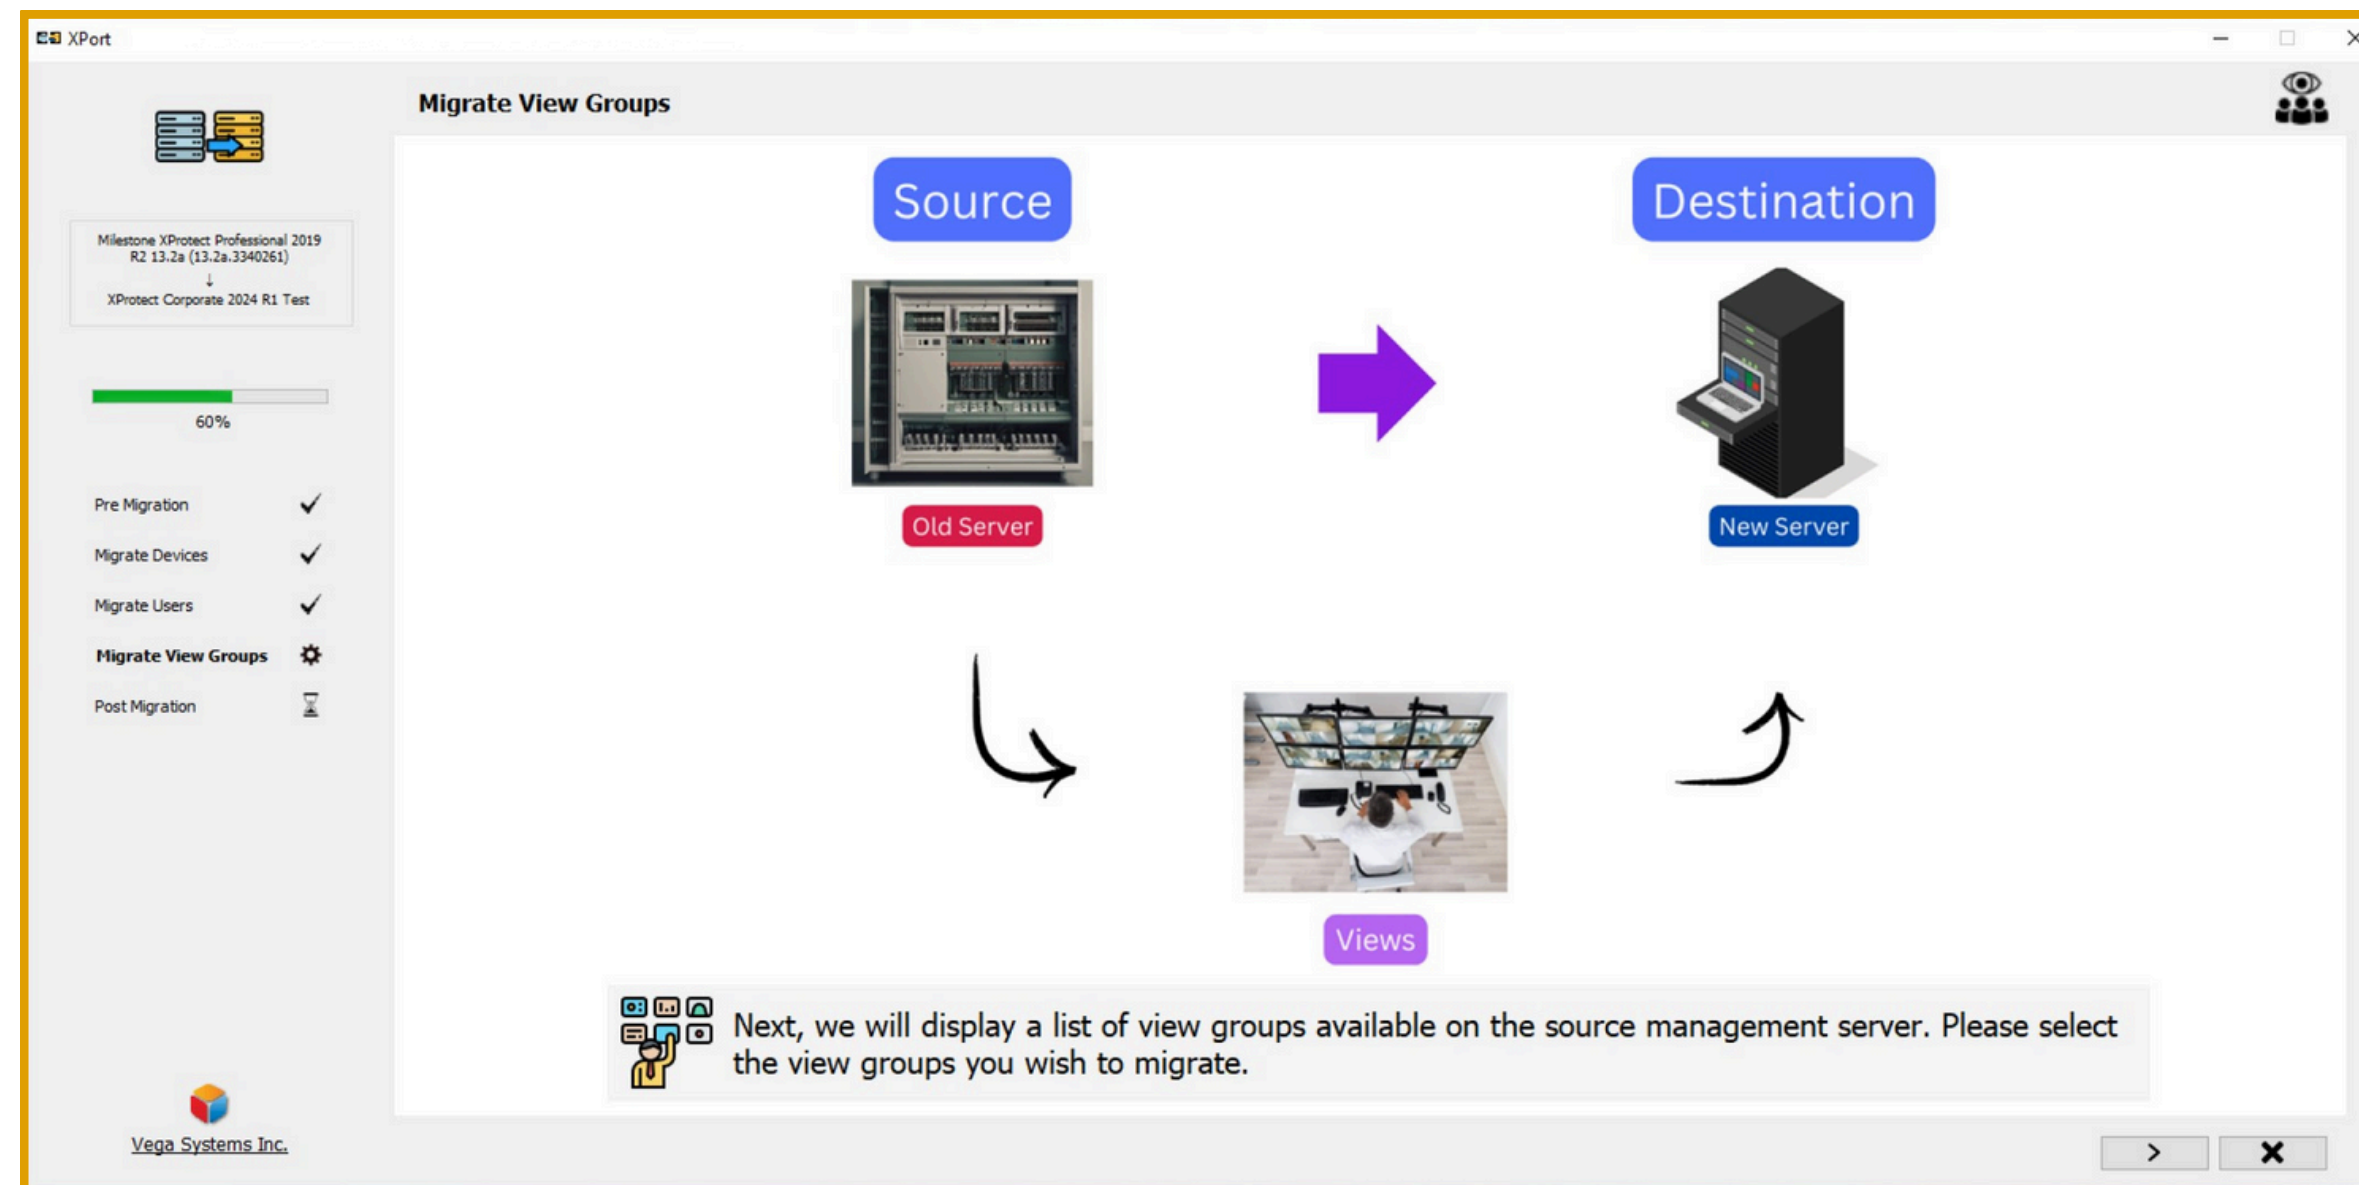 XPort
Migrate View Groups
Source
Destination
Milestone XProtect Professional 2019
R2 13.2a (13.2a.3340261)
↓
XProtect Corporate 2024 R1 Test
60%
Old Server
New Server
Pre Migration
Migrate Devices
Migrate Users
Migrate View Groups
Post Migration
Views
Next, we will display a list of view groups available on the source management server. Please select
the view groups you wish to migrate.
Vega Systems Inc.